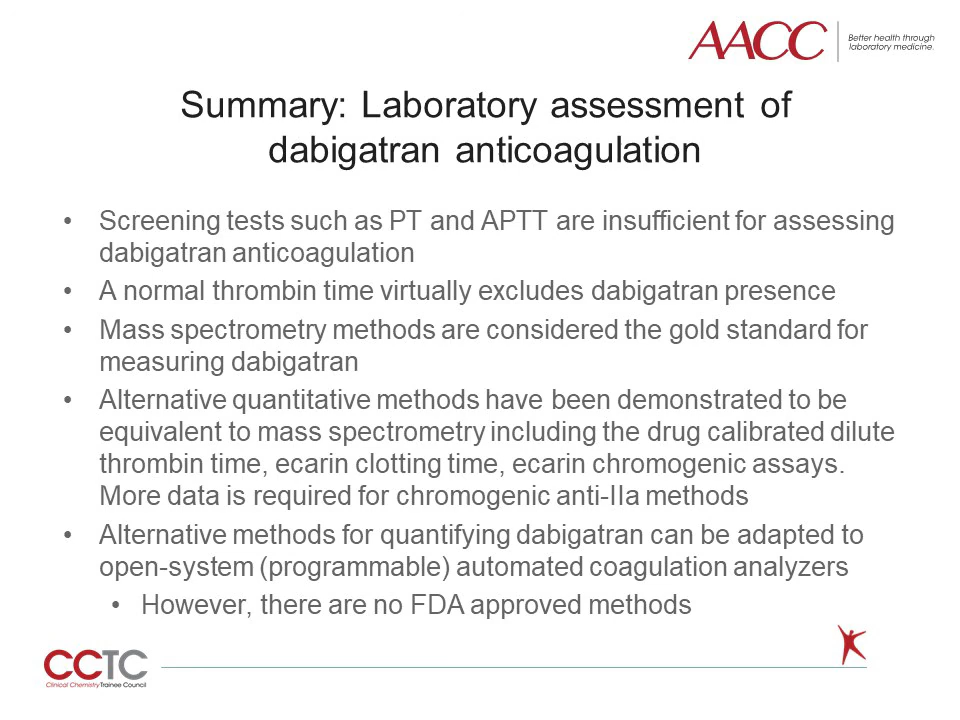 AACC
Better health through
laboratory medicine.
Summary: Laboratory assessment of
dabigatran anticoagulation
• Screening tests such as PT and APTT are insufficient for assessing
dabigatran anticoagulation
• A normal thrombin time virtually excludes dabigatran presence
• Mass spectrometry methods are considered the gold standard for
measuring dabigatran
• Alternative quantitative methods have been demonstrated to be
equivalent to mass spectrometry including the drug calibrated dilute
thrombin time, ecarin clotting time, ecarin chromogenic assays.
More data is required for chromogenic anti-IIa methods
• Alternative methods for quantifying dabigatran can be adapted to
open-system (programmable) automated coagulation analyzers
• However, there are no FDA approved methods
CCTC
Clinical Chemistry Trainee Council